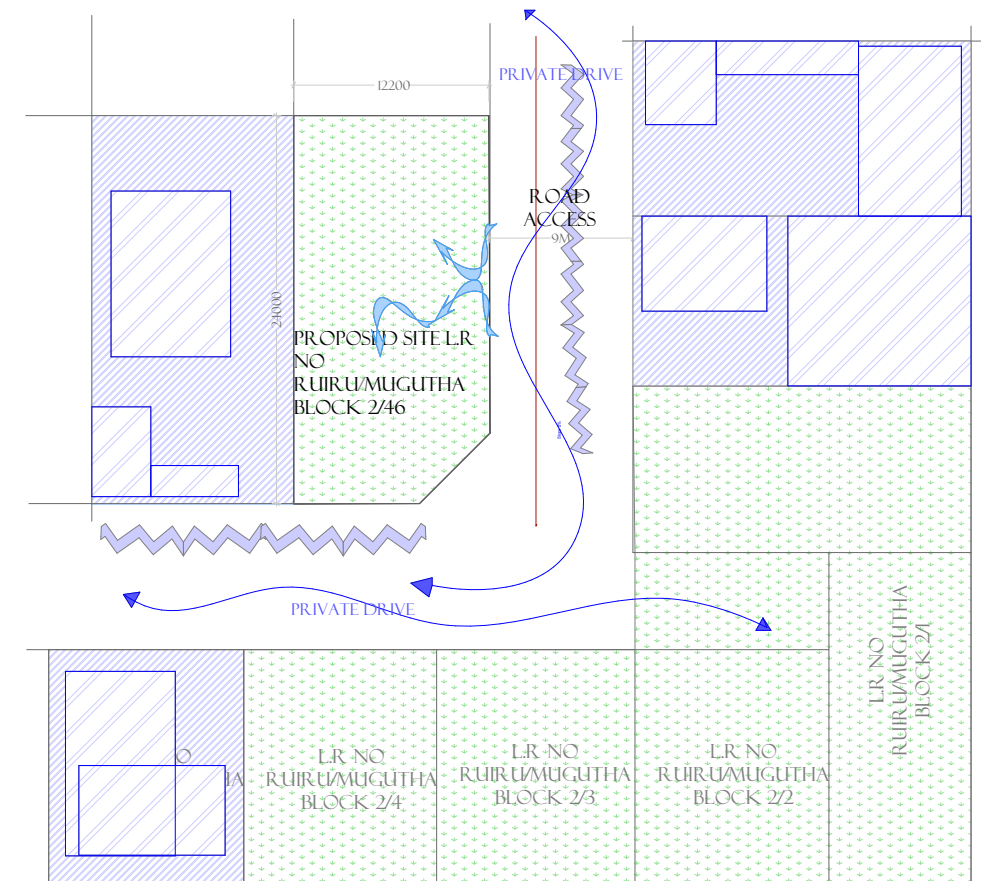 PRIVATE DRIVE
12200
ROAD
ACCESS
9M
24000
PROPOSED SITE L.R
NO
RUIRU/MUGUTHA
BLOCK 2/46
PRIVATE DRIVE
L.R NO
RUIRU/MUGUTHA
BLOCK 2/1
O
IA
L.R NO
RUIRU/MUGUTHA
BLOCK 2/4
L.R NO
RUIRU/MUGUTHA
BLOCK 2/3
L.R NO
RUIRU/MUGUTHA
BLOCK 2/2